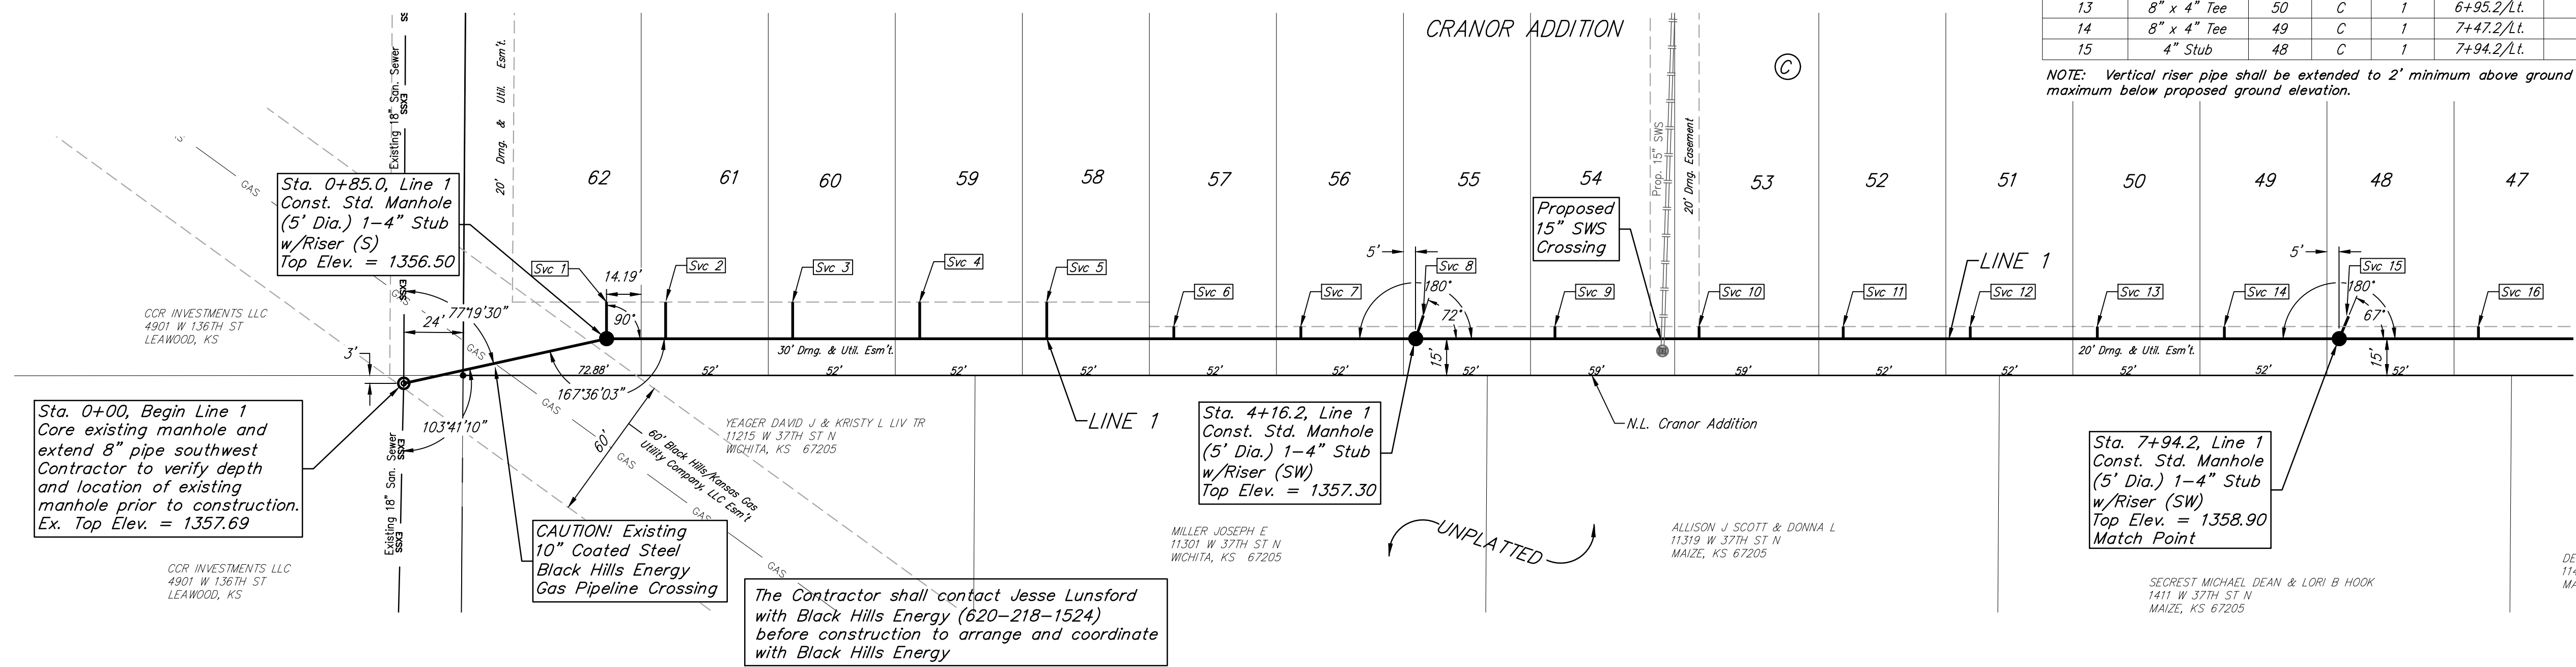 CRANOR ADDITION
C
13 8" x 4" Tee 50 C 1 6+95.2/Lt.
14 8" x 4" Tee 49 C 1 7+47.2/Lt.
15 4" Stub 48 C 1 7+94.2/Lt.
NOTE: Vertical riser pipe shall be extended to 2' minimum above ground
maximum below proposed ground elevation.
EXSS
Existing 18" San. Sewer
EXSS
20' Drng. & Util. Esm't.
GAS
Sta. 0+85.0, Line 1
Const. Std. Manhole
(5' Dia.) 1-4" Stub
w/Riser (S)
Top Elev. = 1356.50
62 61 60 59 58 57 56 55 54 53 52 51 50 49 48 47
Prop. 15" SWS
20' Drng. Easement
Proposed
15" SWS
Crossing
Svc 1
14.19'
Svc 2
Svc 3
Svc 4
Svc 5
Svc 6
Svc 7
5'
Svc 8
180°
72°
Svc 9
Svc 10
Svc 11
LINE 1
Svc 12
Svc 13
Svc 14
5'
Svc 15
180°
67°
Svc 16
EXSS
GAS
77°19'30"
24'
90°
3'
GAS
CCR INVESTMENTS LLC
4901 W 136TH ST
LEAWOOD, KS
30' Drng. & Util. Esm't.
15'
20' Drng. & Util. Esm't.
15'
72.88' 52' 52' 52' 52' 52' 52' 52' 59' 59' 52' 52' 52' 52' 52'
167°36'03"
103°41'10"
GAS
60'
60' Black Hills/Kansas Gas
Utility Company, LLC Esm't
GAS
GAS
GAS
LINE 1
N.L. Cranor Addition
Sta. 0+00, Begin Line 1
Core existing manhole and
extend 8" pipe southwest
Contractor to verify depth
and location of existing
manhole prior to construction.
Ex. Top Elev. = 1357.69
Existing 18" San. Sewer
EXSS
EXSS
YEAGER DAVID J & KRISTY L LIV TR
11215 W 37TH ST N
WICHITA, KS 67205
Sta. 4+16.2, Line 1
Const. Std. Manhole
(5' Dia.) 1-4" Stub
w/Riser (SW)
Top Elev. = 1357.30
Sta. 7+94.2, Line 1
Const. Std. Manhole
(5' Dia.) 1-4" Stub
w/Riser (SW)
Top Elev. = 1358.90
Match Point
CAUTION! Existing
10" Coated Steel
Black Hills Energy
Gas Pipeline Crossing
MILLER JOSEPH E
11301 W 37TH ST N
WICHITA, KS 67205
UNPLATTED
ALLISON J SCOTT & DONNA L
11319 W 37TH ST N
MAIZE, KS 67205
CCR INVESTMENTS LLC
4901 W 136TH ST
LEAWOOD, KS
The Contractor shall contact Jesse Lunsford
with Black Hills Energy (620-218-1524)
before construction to arrange and coordinate
with Black Hills Energy
SECREST MICHAEL DEAN & LORI B HOOK
1411 W 37TH ST N
MAIZE, KS 67205